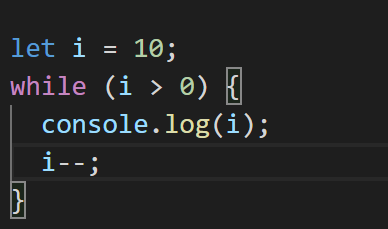 let i = 10;
while (i > 0) {
  console.log(i);
  i--;
}